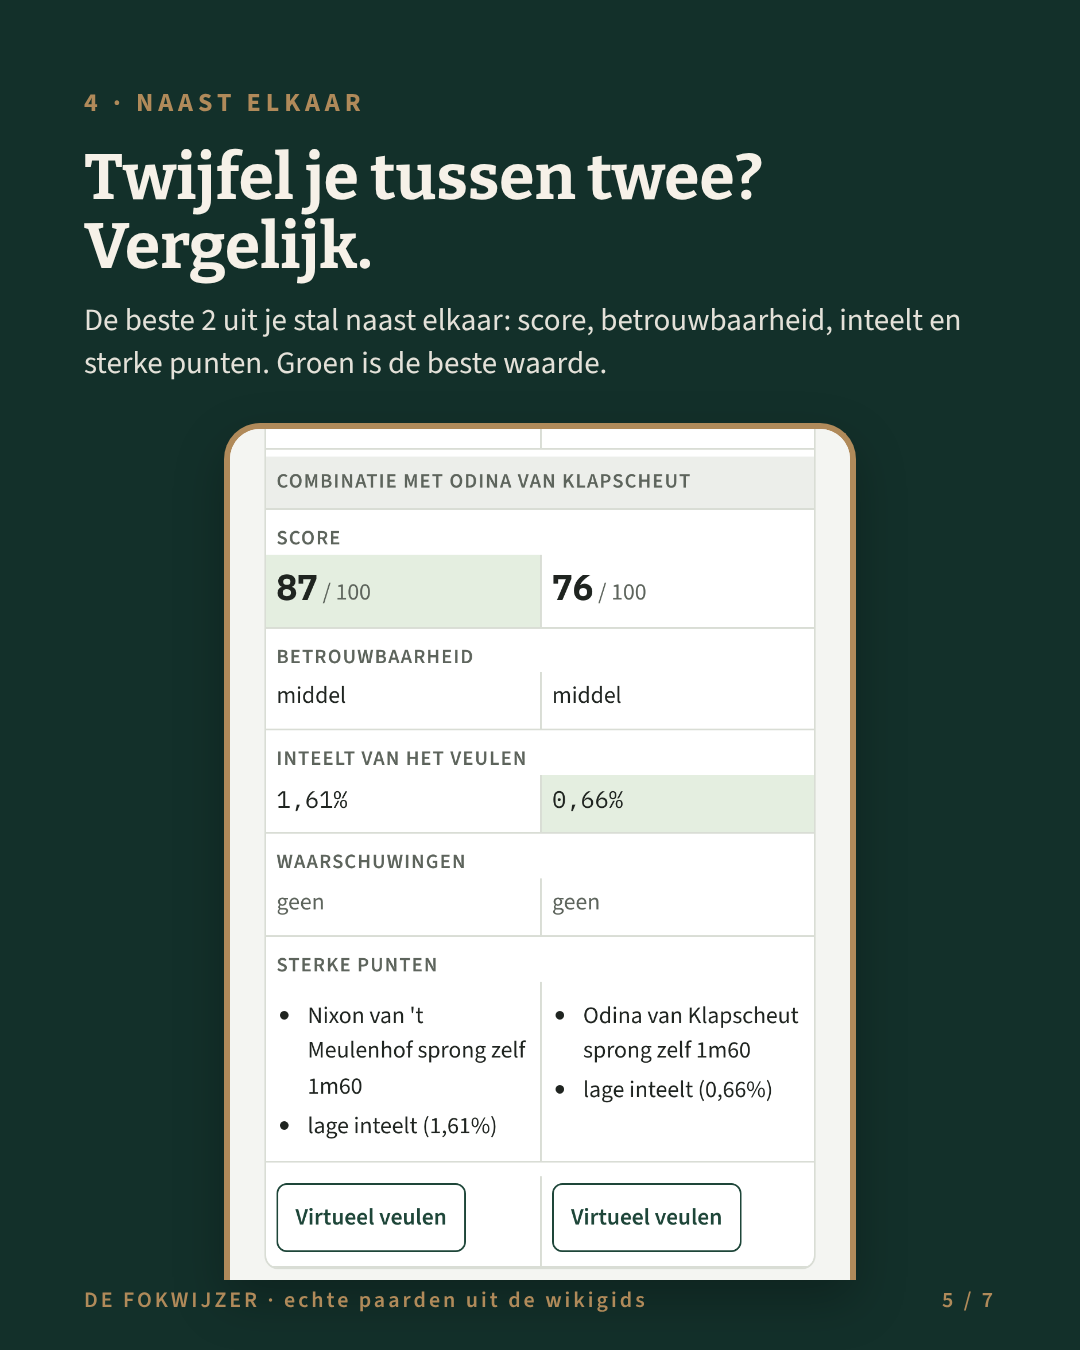 4 · NAAST ELKAAR
Twijfel je tussen twee?
Vergelijk.
De beste 2 uit je stal naast elkaar: score, betrouwbaarheid, inteelt en
sterke punten. Groen is de beste waarde.
COMBINATIE MET ODINA VAN KLAPSCHEUT
SCORE
87 / 100
76 / 100
BETROUWBAARHEID
middel
middel
INTEELT VAN HET VEULEN
1,61%
0,66%
WAARSCHUWINGEN
geen
geen
STERKE PUNTEN
• Nixon van 't
Meulenhof sprong zelf
1m60
• lage inteelt (1,61%)
• Odina van Klapscheut
sprong zelf 1m60
• lage inteelt (0,66%)
Virtueel veulen
Virtueel veulen
DE FOKWIJZER · echte paarden uit de wikigids
5 / 7